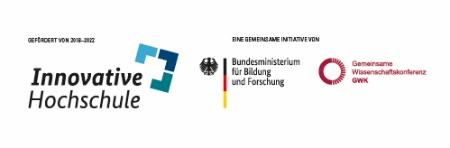 GEFÖRDERT VON 2018–2022
EINE GEMEINSAME INITIATIVE VON
Innovative
Hochschule
Bundesministerium
für Bildung
und Forschung
Gemeinsame
Wissenschaftskonferenz
GWK